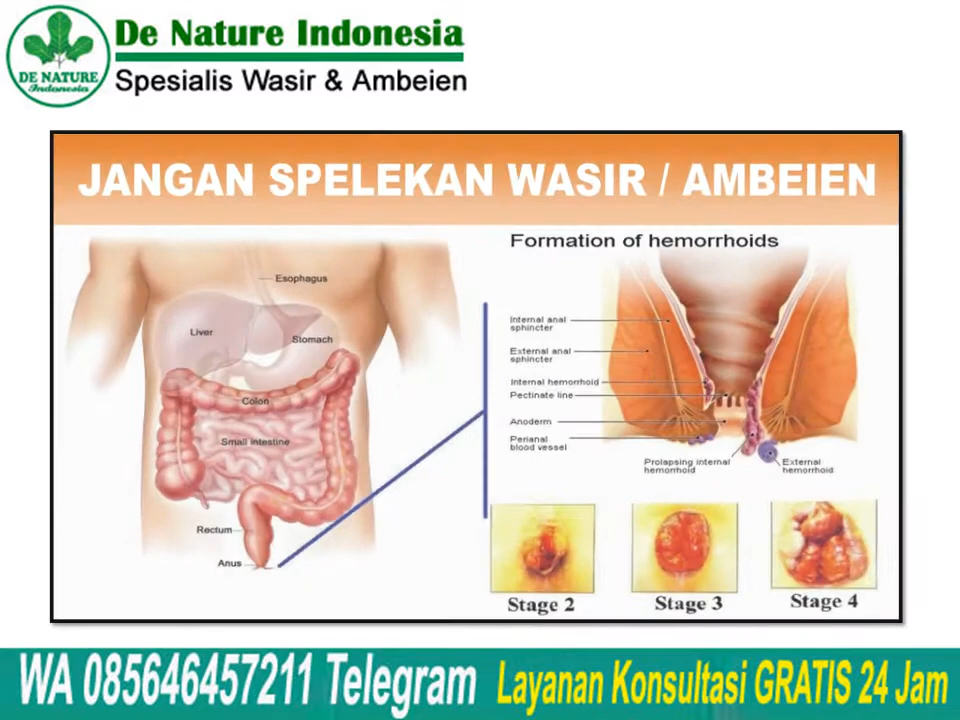 De Nature Indonesia
DE NATURE
Indonesia
Spesialis Wasir & Ambeien
JANGAN SPELEKAN WASIR / AMBEIEN
Formation of hemorrhoids
Esophagus
Liver
Stomach
Colon
Small intestine
Rectum
Anus
Internal anal
sphincter
External anal
sphincter
Internal hemorrhoid
Pectinate line
Anoderm
Perianal
blood vessel
Prolapsing internal
hemorrhoid
External
hemorrhoid
Stage 2
Stage 3
Stage 4
WA 085646457211 Telegram Layanan Konsultasi GRATIS 24 Jam